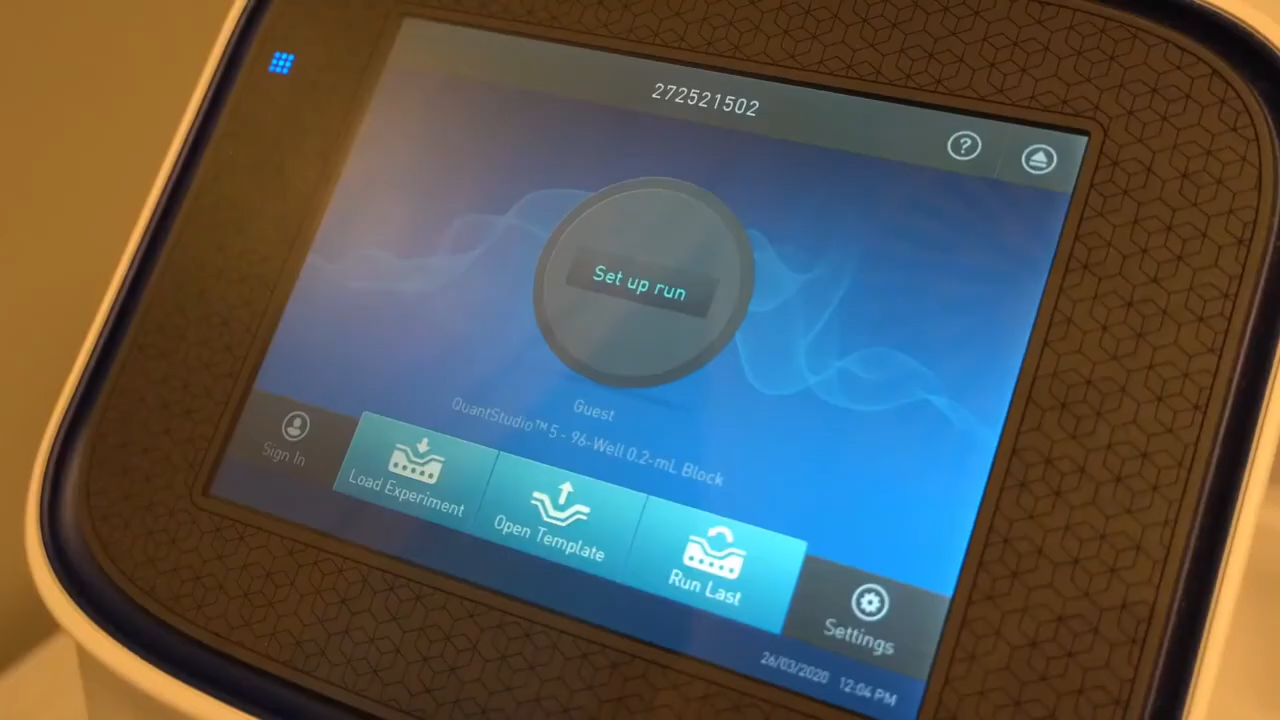 272521502
?
Set up run
Guest
QuantStudio™ 5 - 96-Well 0.2-mL Block
Sign In
Load Experiment
Open Template
Run Last
Settings
26/03/2020 12:04 PM